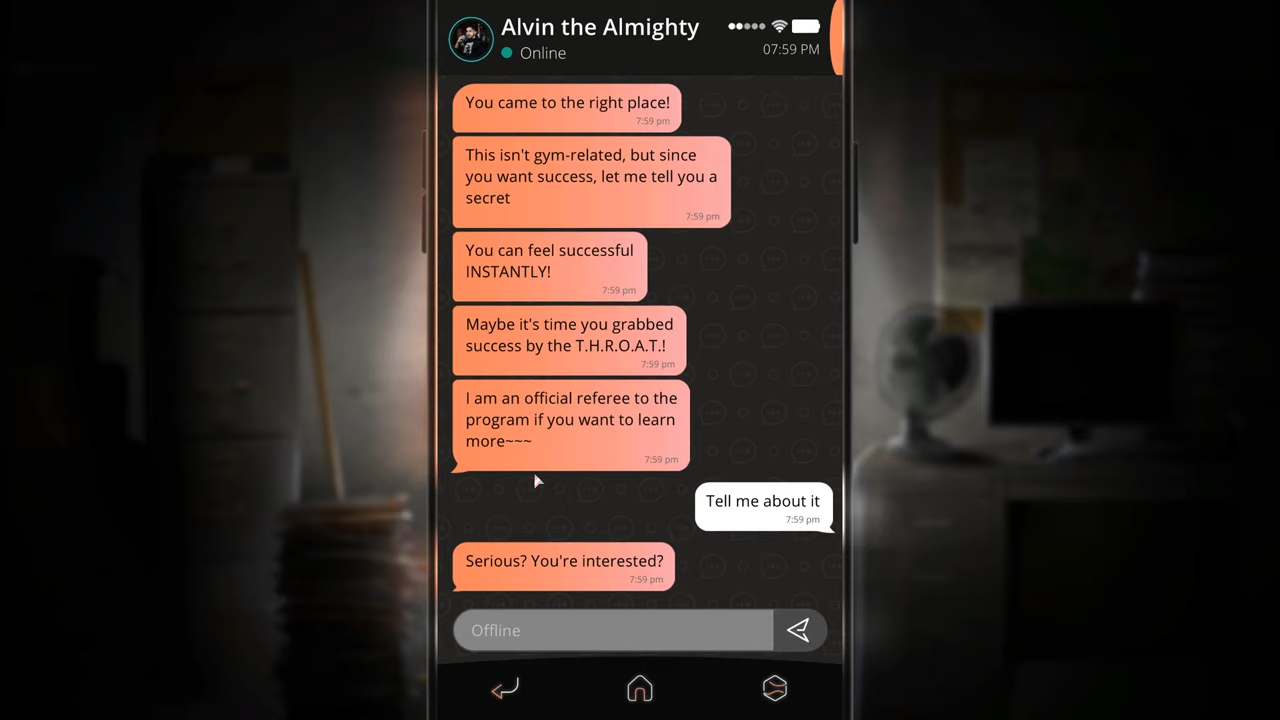 Alvin the Almighty
Online
07:59 PM
You came to the right place!
7:59 pm
This isn't gym-related, but since
you want success, let me tell you a
secret
7:59 pm
You can feel successful
INSTANTLY!
7:59 pm
Maybe it's time you grabbed
success by the T.H.R.O.A.T.!
7:59 pm
I am an official referee to the
program if you want to learn
more~~~
7:59 pm
Tell me about it
7:59 pm
Serious? You're interested?
7:59 pm
Offline